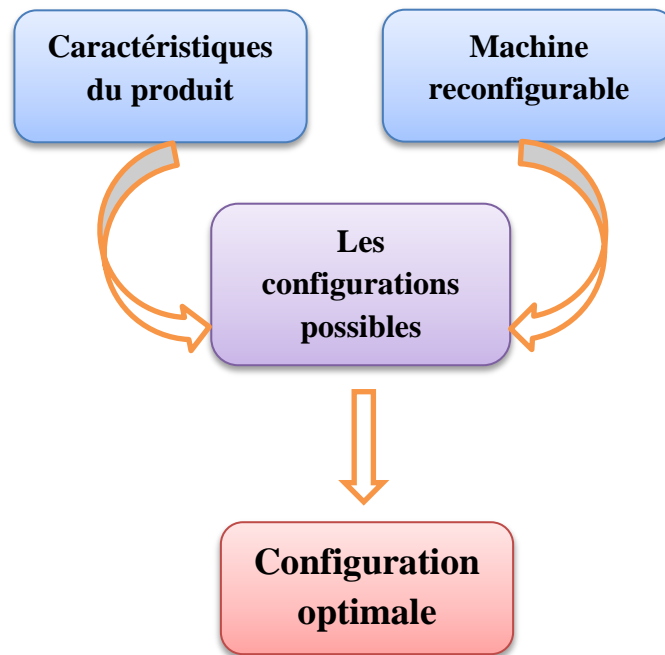 Caractéristiques
du produit
Machine
reconfigurable
Les
configurations
possibles
Configuration
optimale